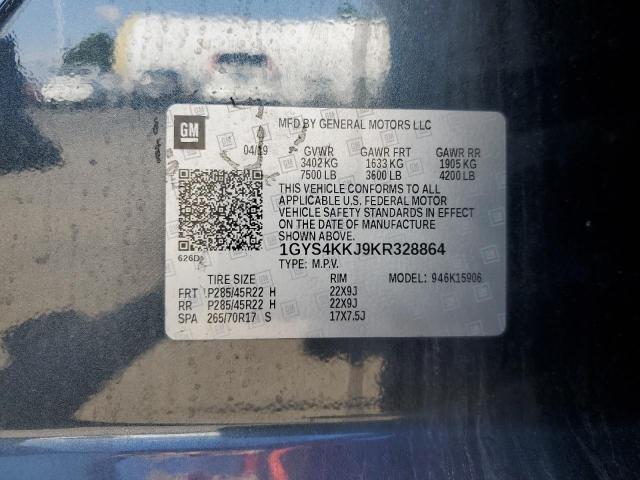 GM
MFD BY GENERAL MOTORS LLC
04/19 GVWR GAWR FRT GAWR RR
3402 KG 1633 KG 1905 KG
7500 LB 3600 LB 4200 LB
THIS VEHICLE CONFORMS TO ALL
APPLICABLE U.S. FEDERAL MOTOR
VEHICLE SAFETY STANDARDS IN EFFECT
ON THE DATE OF MANUFACTURE
1GYS4KKJ9KR328864
626D
TYPE: M.P.V.
TIRE SIZE RIM MODEL: 946K15906
FRT P285/45R22 H 22X9J
RR P285/45R22 H 22X9J
SPA 265/70R17 S 17X7.5J